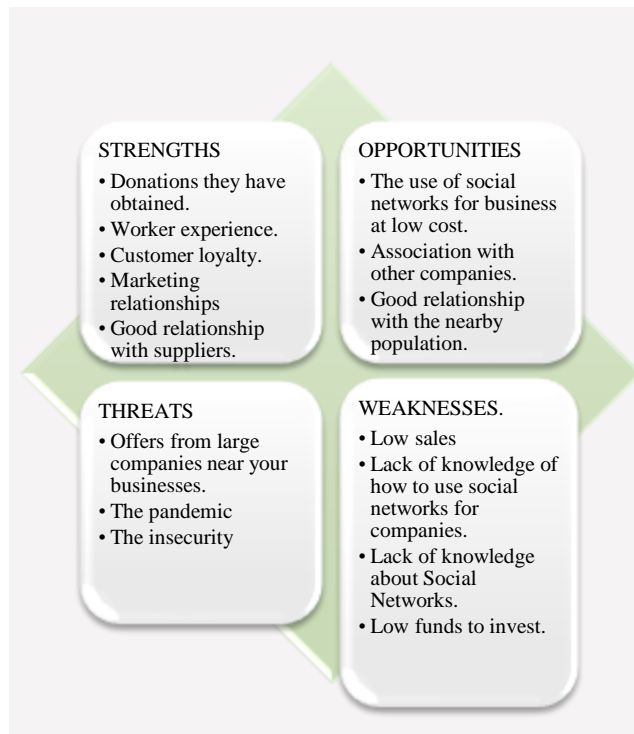 STRENGTHS
• Donations they have
obtained.
• Worker experience.
• Customer loyalty.
• Marketing
relationships
• Good relationship
with suppliers.
OPPORTUNITIES
• The use of social
networks for business
at low cost.
• Association with
other companies.
• Good relationship
with the nearby
population.
THREATS
• Offers from large
companies near your
businesses.
• The pandemic
• The insecurity
WEAKNESSES.
• Low sales
• Lack of knowledge of
how to use social
networks for
companies.
• Lack of knowledge
about Social
Networks.
• Low funds to invest.